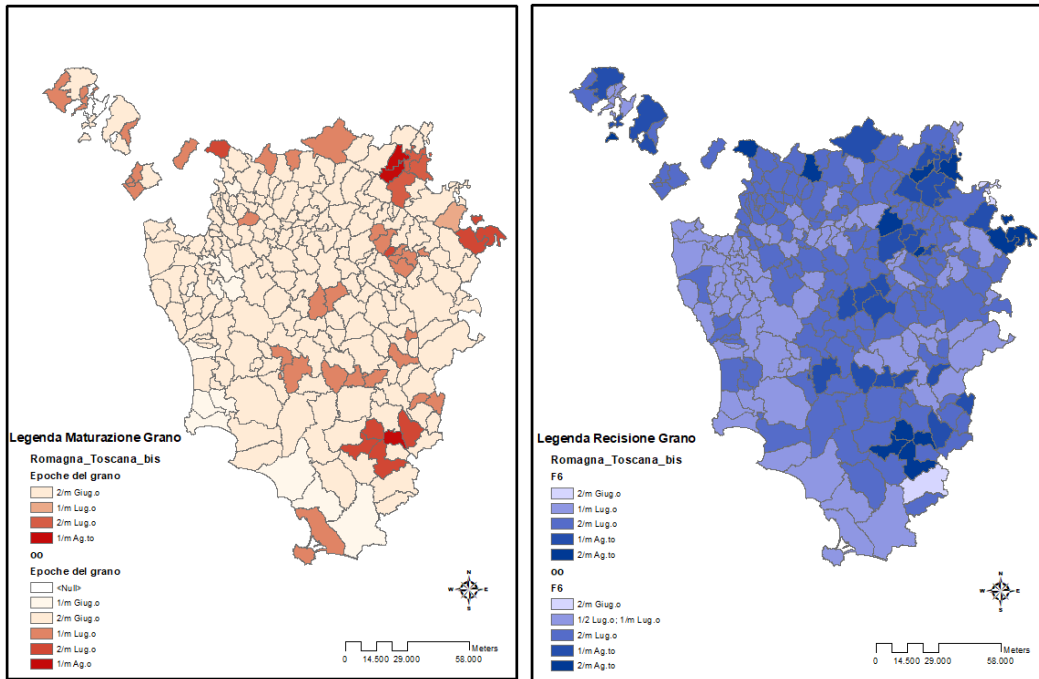 Legenda Maturazione Grano
Romagna_Toscana_bis
Epoche del grano
2/m Giug.o
1/m Lug.o
2/m Lug.o
1/m Ag.to
oo
Epoche del grano
<Null>
1/m Giug.o
2/m Giug.o
1/m Lug.o
2/m Lug.o
1/m Ag.o
N
W E
S
Meters
0 14.500 29.000 58.000
Legenda Recisione Grano
Romagna_Toscana_bis
F6
2/m Giug.o
1/m Lug.o
2/m Lug.o
1/m Ag.to
2/m Ag.to
oo
F6
2/m Giug.o
1/2 Lug.o; 1/m Lug.o
2/m Lug.o
1/m Ag.to
2/m Ag.to
N
W E
S
Meters
0 14.500 29.000 58.000